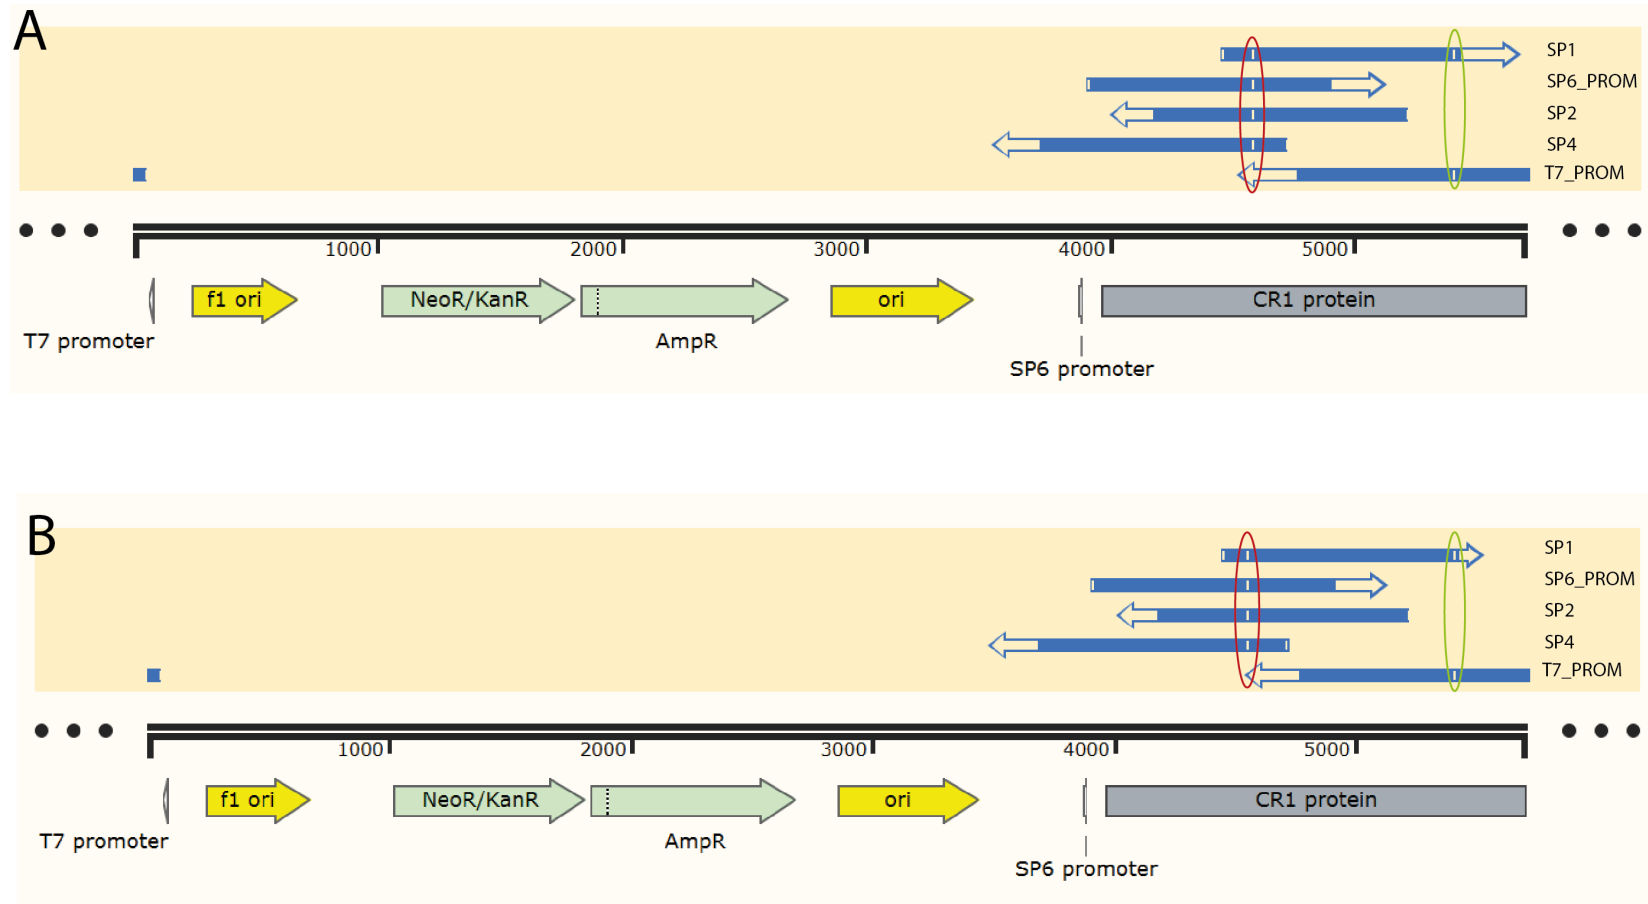 A
SP1
SP6_PROM
SP2
SP4
T7_PROM
1000 2000 3000 4000 5000
f1 ori NeoR/KanR ori CR1 protein
T7 promoter AmpR
SP6 promoter
B
SP1
SP6_PROM
SP2
SP4
T7_PROM
1000 2000 3000 4000 5000
f1 ori NeoR/KanR ori CR1 protein
T7 promoter AmpR
SP6 promoter